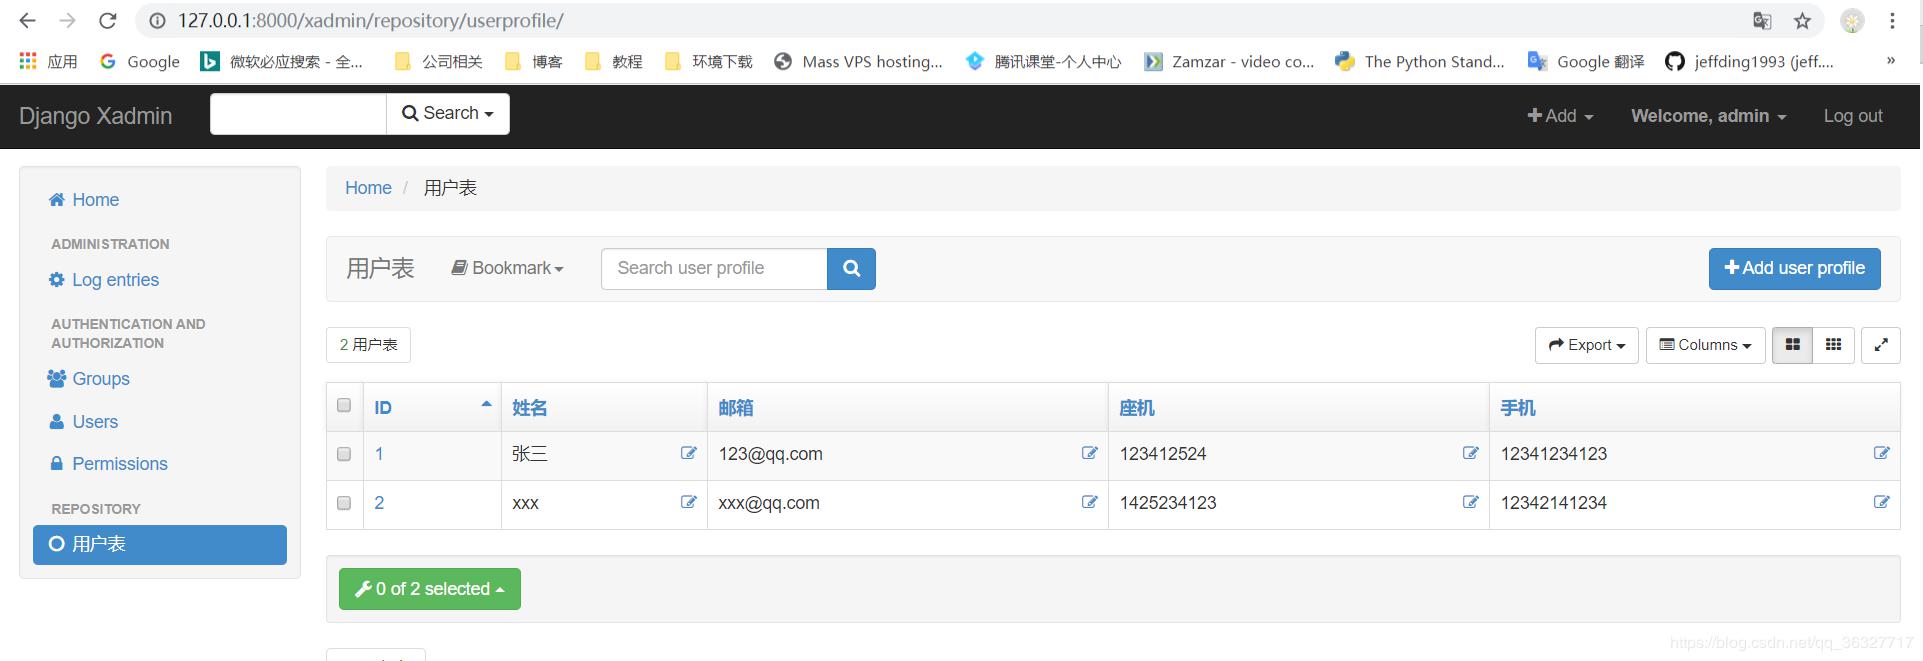 127.0.0.1:8000/xadmin/repository/userprofile/
应用 Google 微软必应搜索 - 全... 公司相关 博客 教程 环境下载 Mass VPS hosting... 腾讯课堂-个人中心 Zamzar - video co... The Python Stand... Google 翻译 jeffding1993 (jeff.... »
Django Xadmin Search Add Welcome, admin Log out
Home
ADMINISTRATION
Log entries
AUTHENTICATION AND
AUTHORIZATION
Groups
Users
Permissions
REPOSITORY
用户表
Home / 用户表
用户表 Bookmark Search user profile Add user profile
2 用户表 Export Columns
ID 姓名 邮箱 座机 手机
1 张三 123@qq.com 123412524 12341234123
2 xxx xxx@qq.com 1425234123 12342141234
0 of 2 selected
https://blog.csdn.net/qq_36327717